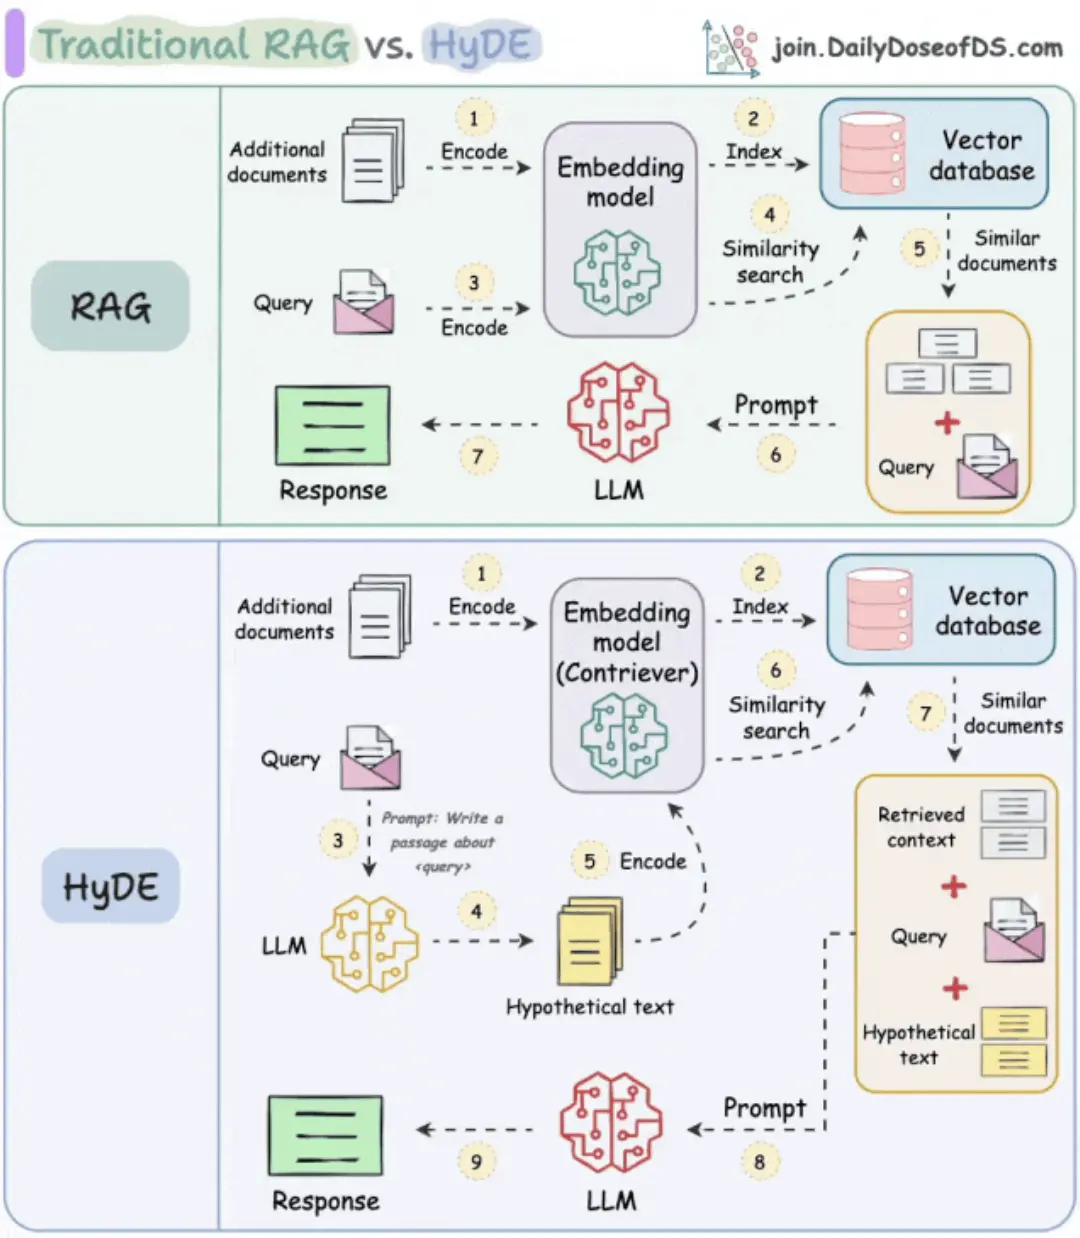 Traditional RAG vs. HyDE
join.DailyDoseofDS.com
RAG
Additional
documents
1
Encode
Embedding
model
2
Index
Vector
database
Query
3
Encode
4
Similarity
search
5
Similar
documents
Query
Prompt
6
LLM
7
Response
HyDE
Additional
documents
1
Encode
Embedding
model
(Contriever)
2
Index
Vector
database
Query
3
Prompt: Write a
passage about
<query>
LLM
4
Hypothetical text
5
Encode
6
Similarity
search
7
Similar
documents
Retrieved
context
Query
Hypothetical
text
Prompt
8
LLM
9
Response